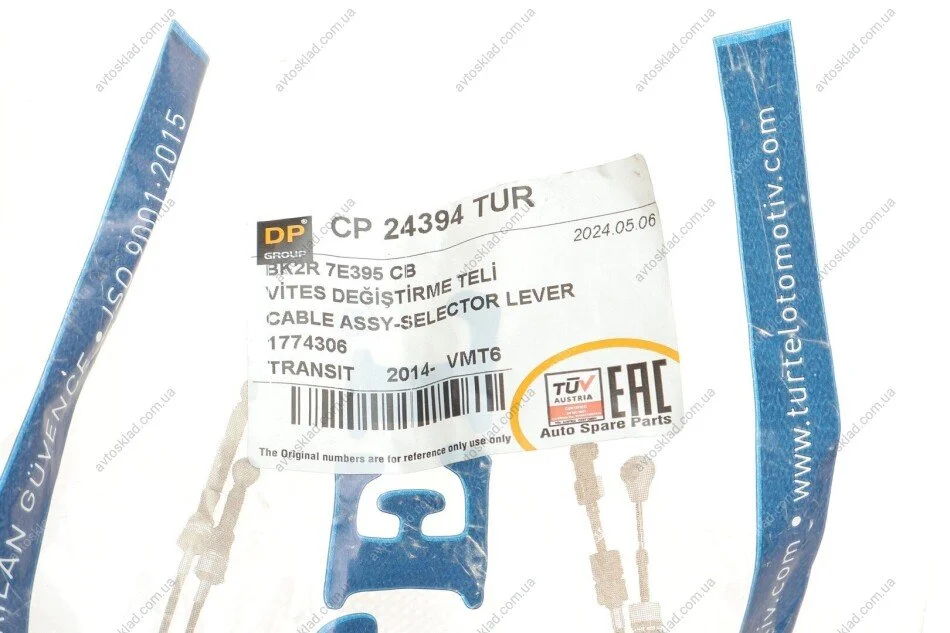 ISO 9001:2015
GÜVENCE •
DP
GROUP
CP 24394 TUR
2024.05.06
BK2R 7E395 CB
VİTES DEĞİŞTİRME TELİ
CABLE ASSY-SELECTOR LEVER
1774306
TRANSIT 2014- VMT6
TÜV
AUSTRIA
EAC
Auto Spare Parts
The Original numbers are for reference only use only
• www.turtelotomotiv.com
avtosklad.com.ua